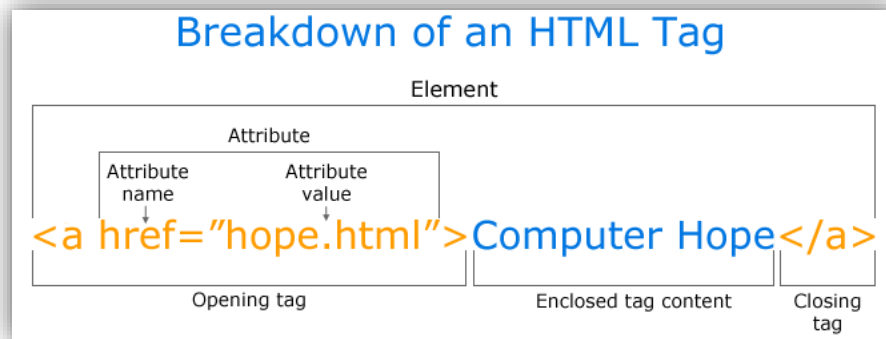 Breakdown of an HTML Tag
Element
Attribute
Attribute
name
Attribute
value
<a href=”hope.html”>Computer Hope</a>
Opening tag
Enclosed tag content
Closing
tag